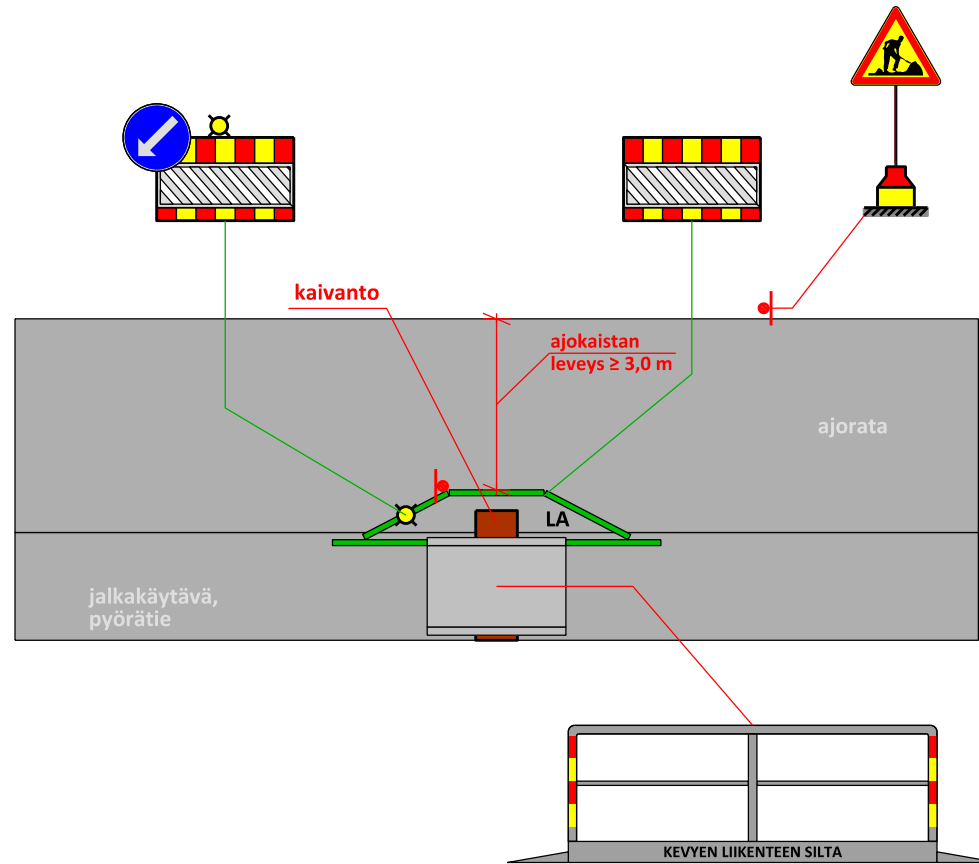 kaivanto
ajokaistan
leveys ≥ 3,0 m
ajorata
LA
jalkakäytävä,
pyörätie
KEVYEN LIIKENTEEN SILTA